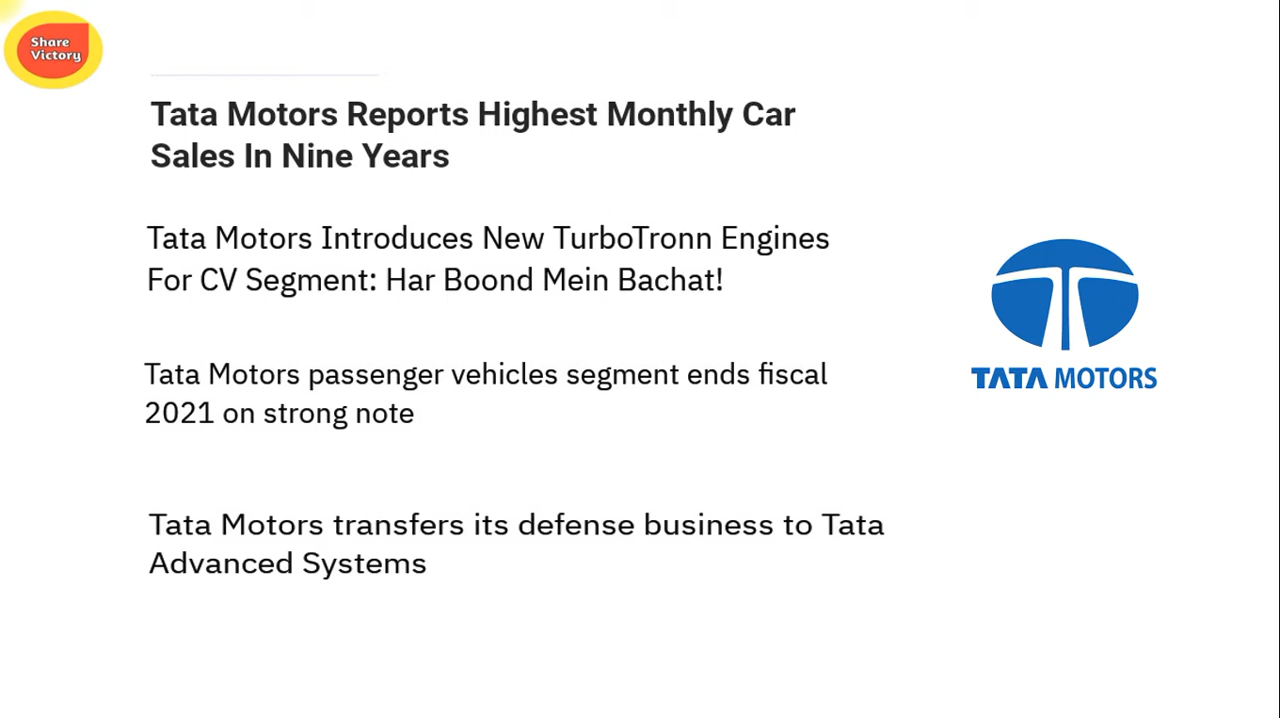 Share
Victory
Tata Motors Reports Highest Monthly Car
Sales In Nine Years
Tata Motors Introduces New TurboTronn Engines
For CV Segment: Har Boond Mein Bachat!
Tata Motors passenger vehicles segment ends fiscal
2021 on strong note
TATA MOTORS
Tata Motors transfers its defense business to Tata
Advanced Systems